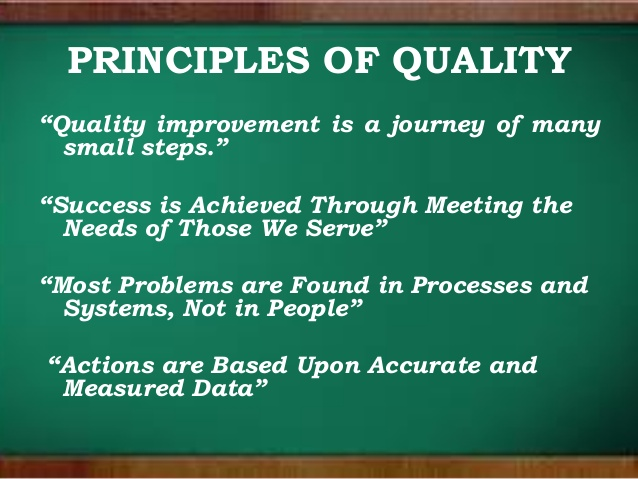 PRINCIPLES OF QUALITY
“Quality improvement is a journey of many
small steps.”
“Success is Achieved Through Meeting the
Needs of Those We Serve”
“Most Problems are Found in Processes and
Systems, Not in People”
“Actions are Based Upon Accurate and
Measured Data”